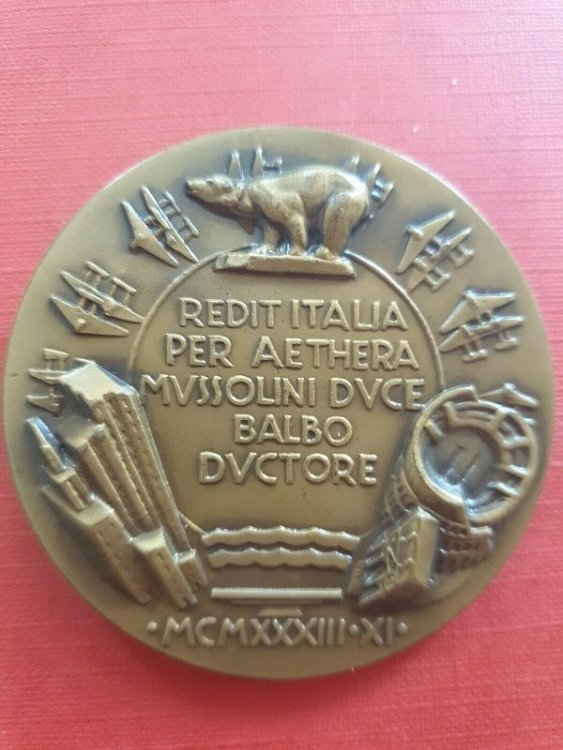 REDIT ITALIA
PER AETHERA
MVSSOLINI DVCE
BALBO
DVCTORE
·MCMXXXIII·XI·